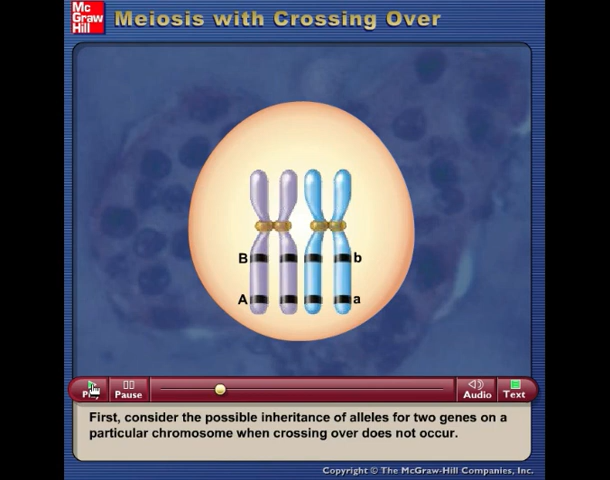 Mc
Graw
Hill
Meiosis with Crossing Over
B
b
A
a
Play
Pause
Audio
Text
First, consider the possible inheritance of alleles for two genes on a
particular chromosome when crossing over does not occur.
Copyright © The McGraw-Hill Companies, Inc.